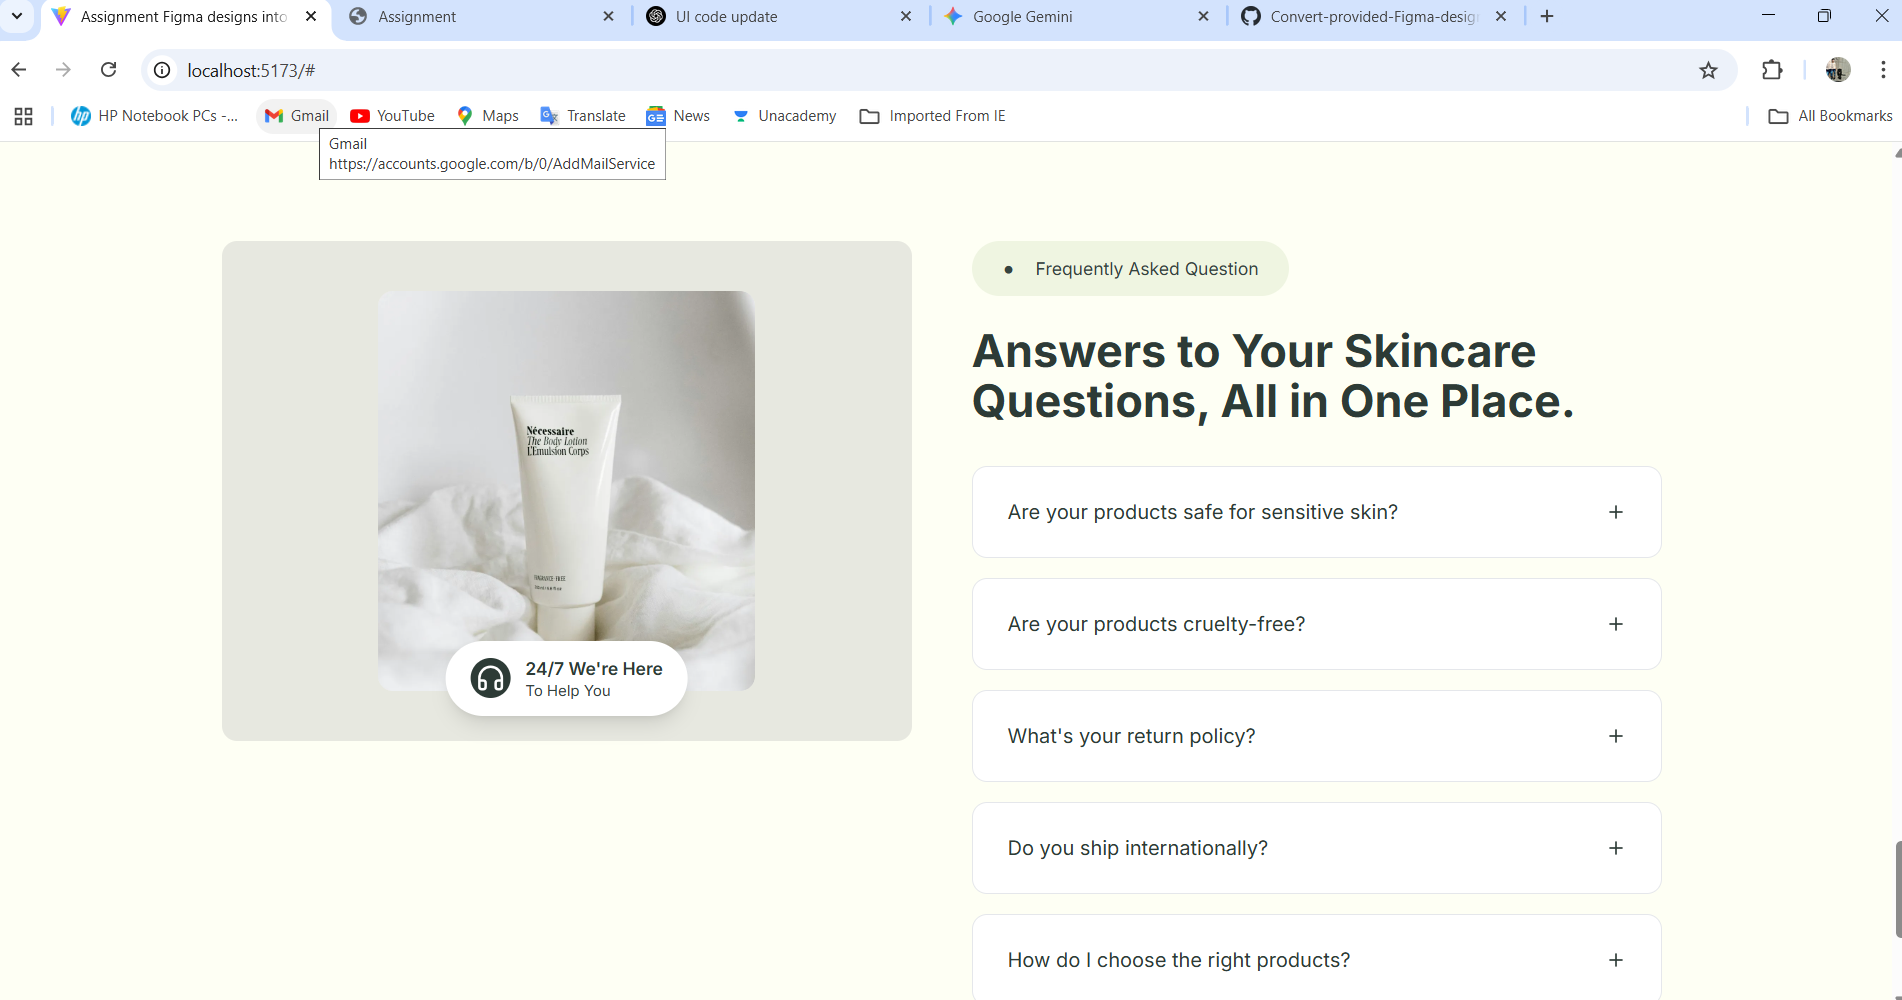 Assignment Figma designs into
Assignment
UI code update
Google Gemini
Convert-provided-Figma-desig
localhost:5173/#
HP Notebook PCs -...
Gmail
YouTube
Maps
Translate
News
Unacademy
Imported From IE
All Bookmarks
Gmail
https://accounts.google.com/b/0/AddMailService
Nécessaire
The Body Lotion
L'Emulsion Corps
FRAGRANCE-FREE
24/7 We're Here
To Help You
● Frequently Asked Question
Answers to Your Skincare
Questions, All in One Place.
Are your products safe for sensitive skin? +
Are your products cruelty-free? +
What's your return policy? +
Do you ship internationally? +
How do I choose the right products? +